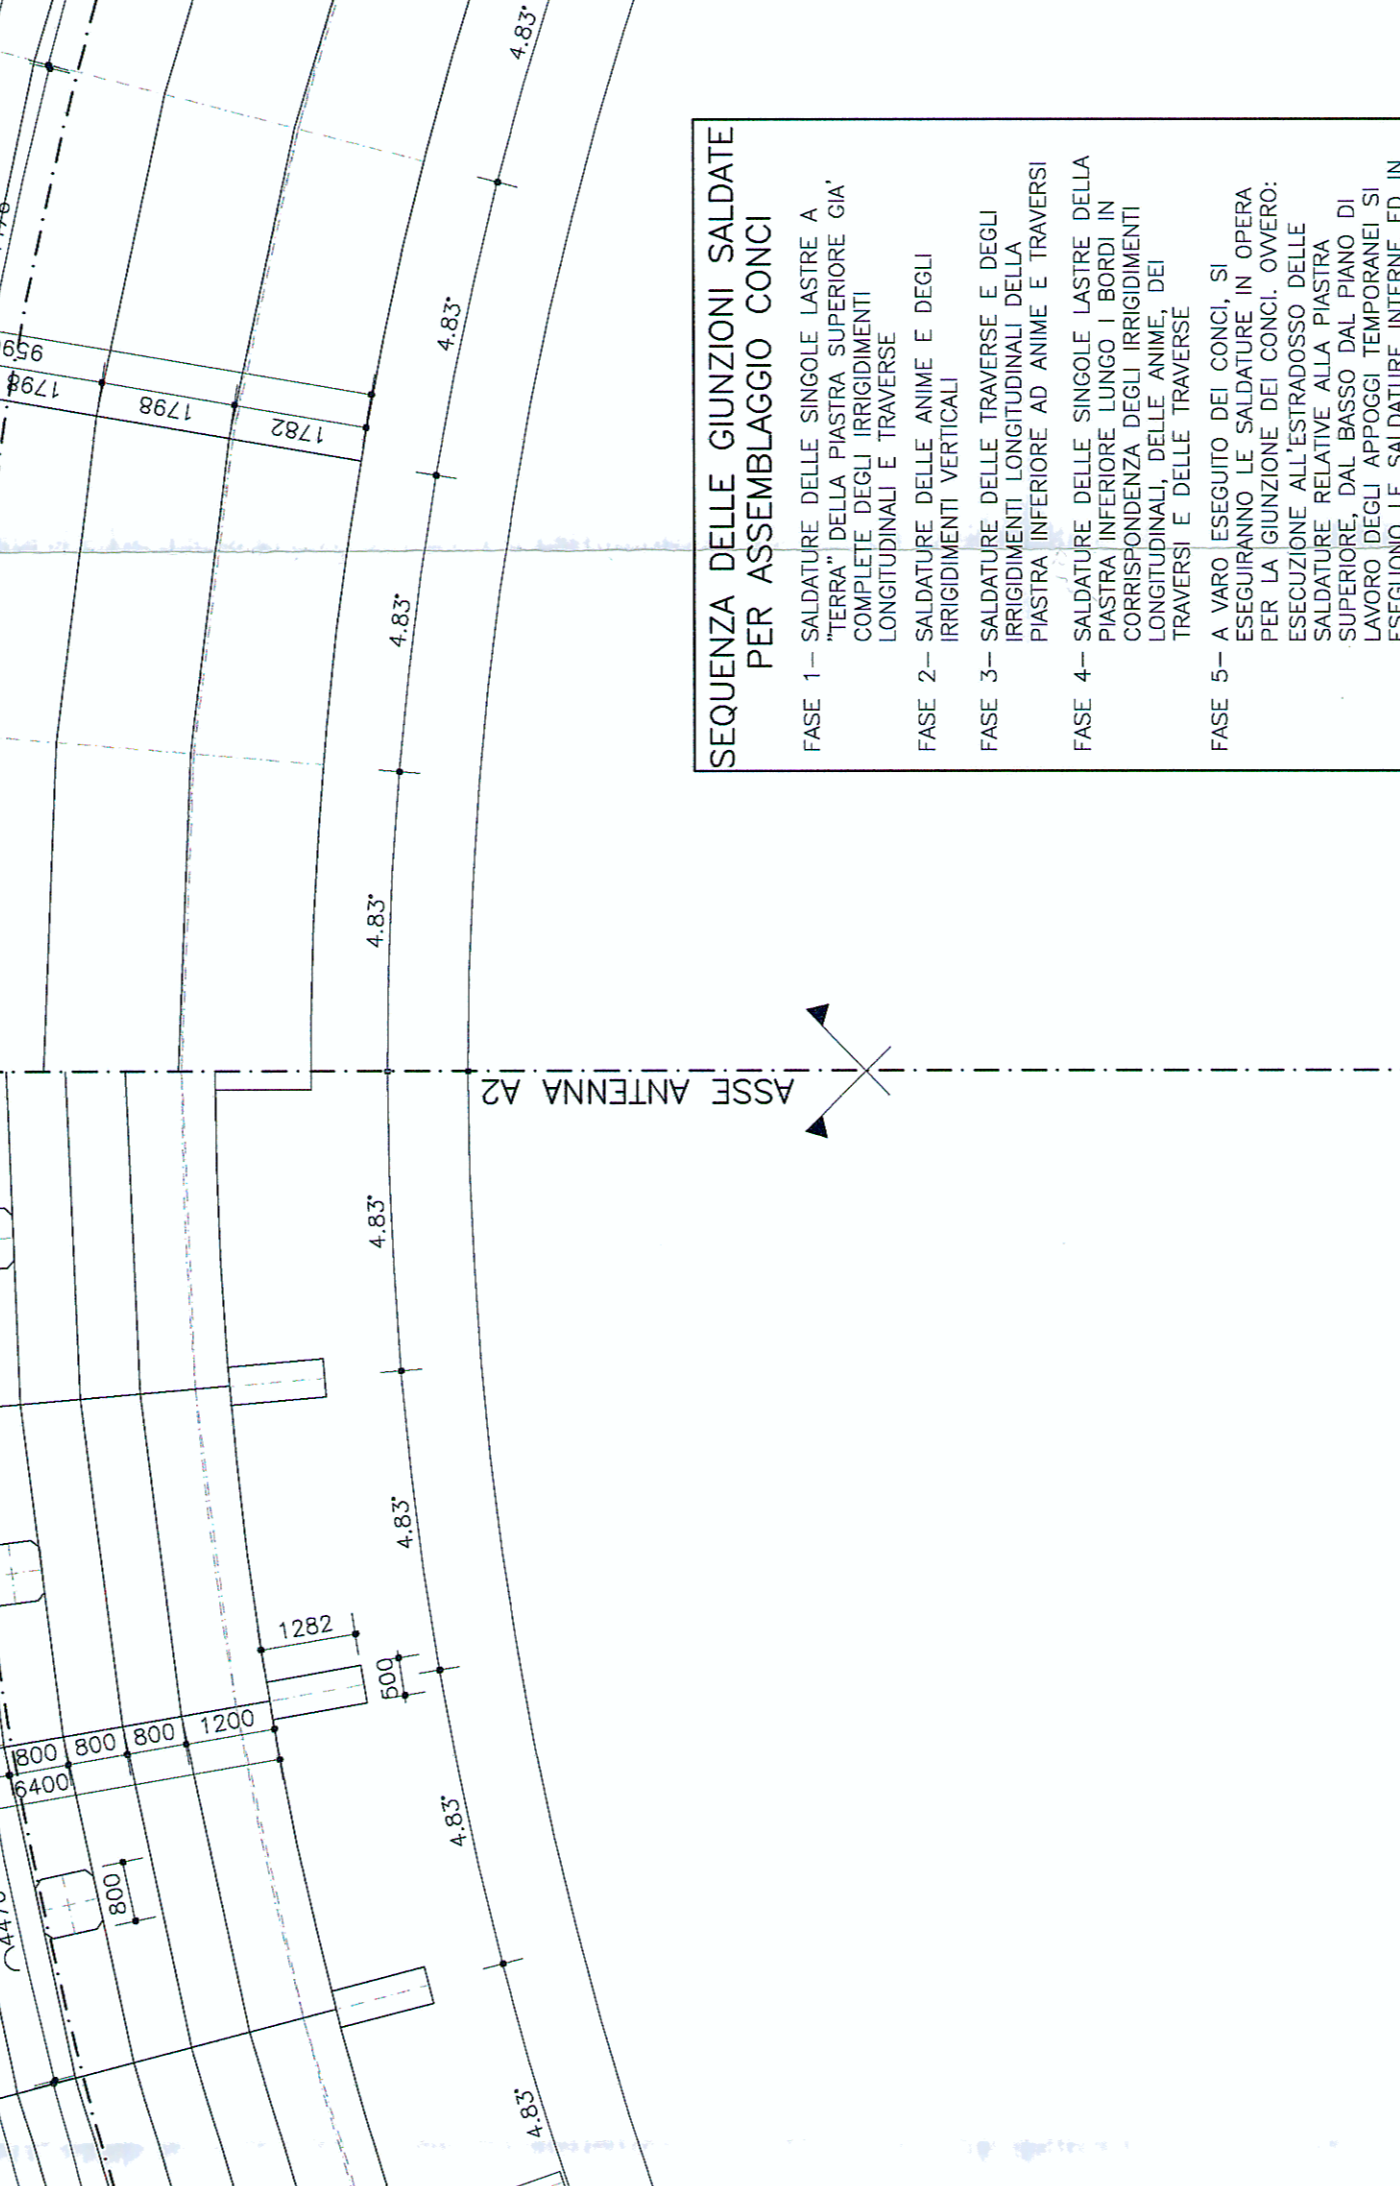 SEQUENZA DELLE GIUNZIONI SALDATE
PER ASSEMBLAGGIO CONCI
FASE 1– SALDATURE DELLE SINGOLE LASTRE A
"TERRA" DELLA PIASTRA SUPERIORE GIA'
COMPLETE DEGLI IRRIGIDIMENTI
LONGITUDINALI E TRAVERSE
FASE 2– SALDATURE DELLE ANIME E DEGLI
IRRIGIDIMENTI VERTICALI
FASE 3– SALDATURE DELLE TRAVERSE E DEGLI
IRRIGIDIMENTI LONGITUDINALI DELLA
PIASTRA INFERIORE AD ANIME E TRAVERSI
FASE 4– SALDATURE DELLE SINGOLE LASTRE DELLA
PIASTRA INFERIORE LUNGO I BORDI IN
CORRISPONDENZA DEGLI IRRIGIDIMENTI
LONGITUDINALI, DELLE ANIME, DEI
TRAVERSI E DELLE TRAVERSE
FASE 5– A VARO ESEGUITO DEI CONCI, SI
ESEGUIRANNO LE SALDATURE IN OPERA
PER LA GIUNZIONE DEI CONCI. OVVERO:
ESECUZIONE ALL'ESTRADOSSO DELLE
SALDATURE RELATIVE ALLA PIASTRA
SUPERIORE, DAL BASSO DAL PIANO DI
LAVORO DEGLI APPOGGI TEMPORANEI SI
ESEGUONO LE SALDATURE INTERNE ED IN
4.83°
4.83°
4.83°
4.83°
4.83°
4.83°
4.83°
4.83°
1798
1798
1782
ASSE ANTENNA A2
1282
500
800
800
800
1200
6400
800